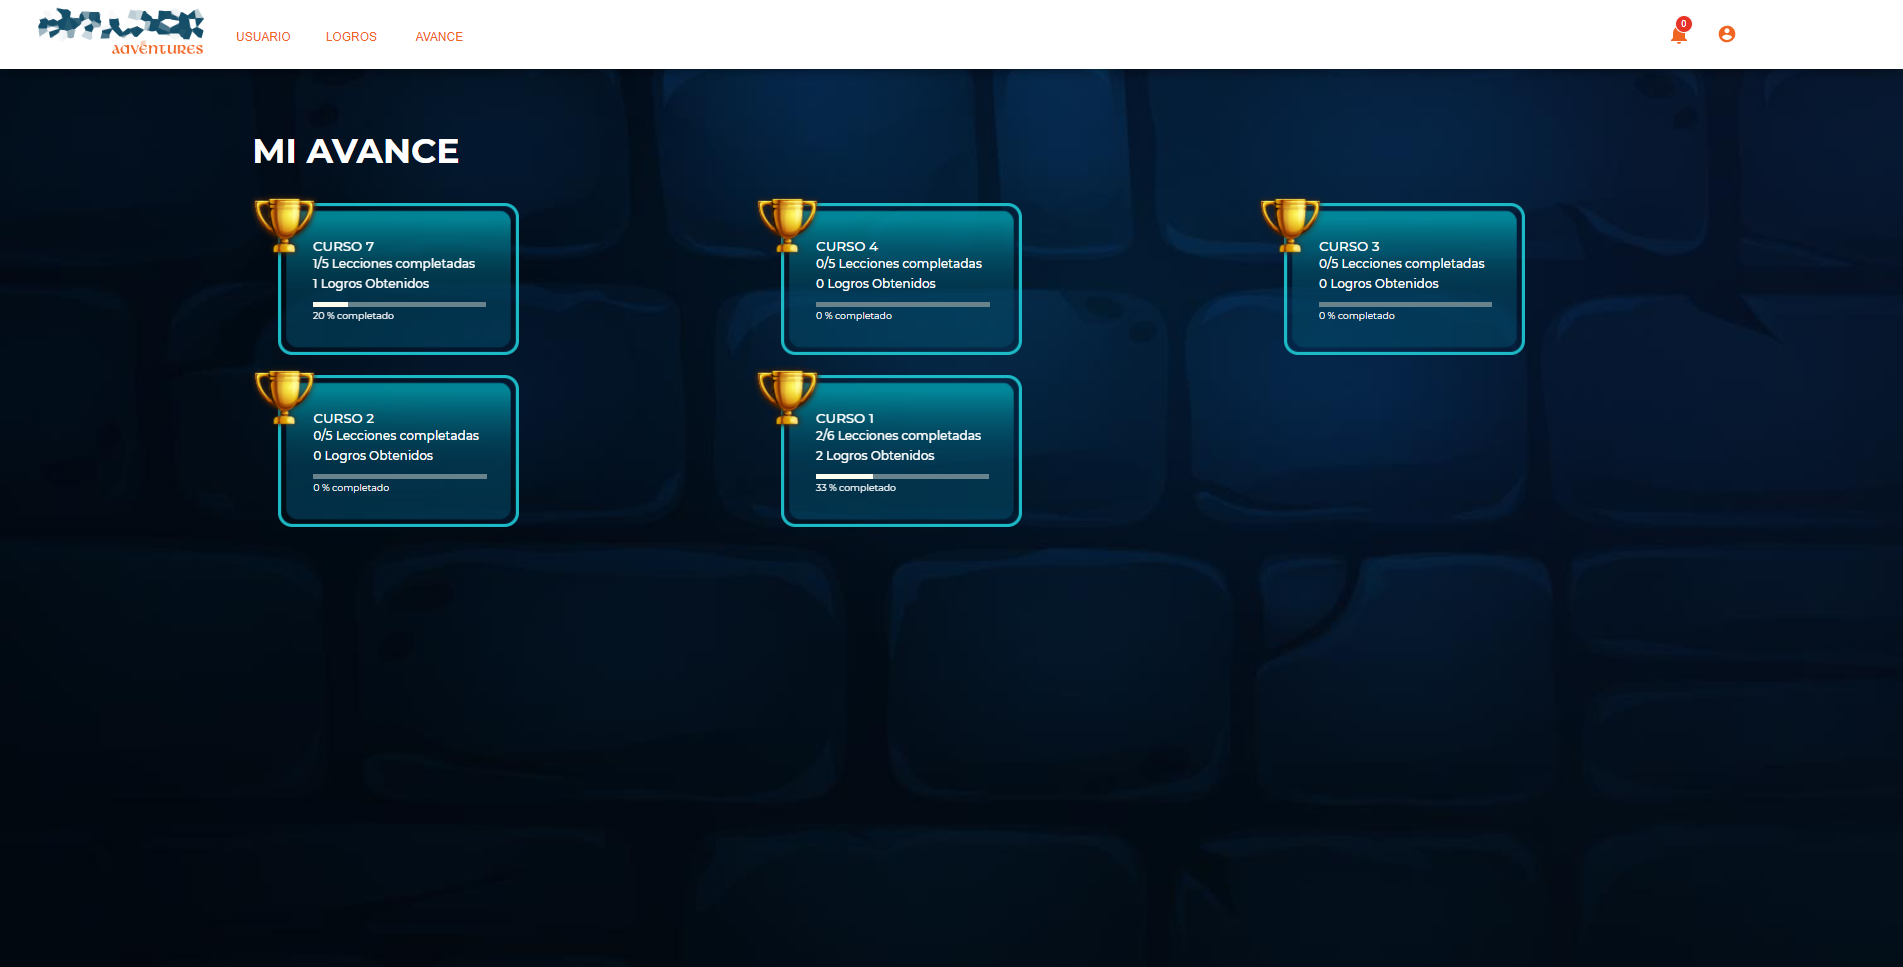 adventures
USUARIO
LOGROS
AVANCE
0
MI AVANCE
CURSO 7
1/5 Lecciones completadas
1 Logros Obtenidos
20 % completado
CURSO 4
0/5 Lecciones completadas
0 Logros Obtenidos
0 % completado
CURSO 3
0/5 Lecciones completadas
0 Logros Obtenidos
0 % completado
CURSO 2
0/5 Lecciones completadas
0 Logros Obtenidos
0 % completado
CURSO 1
2/6 Lecciones completadas
2 Logros Obtenidos
33 % completado